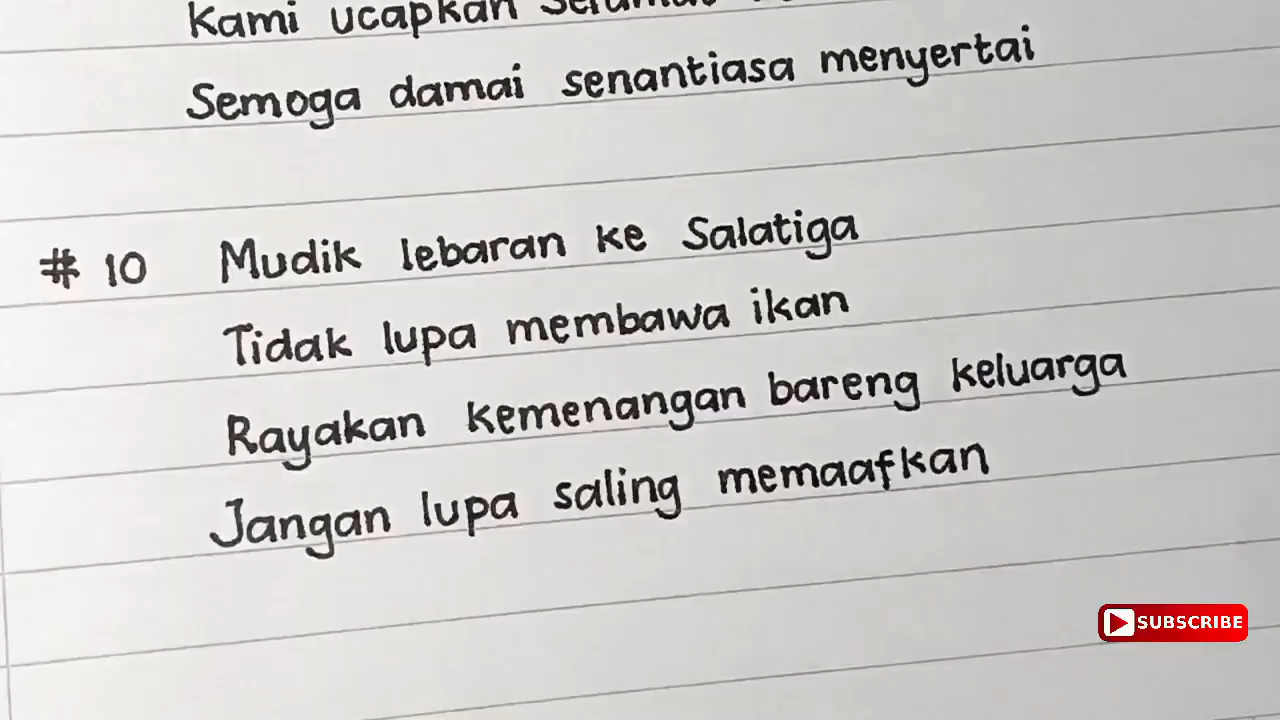 Kami ucapkan
Semoga damai senantiasa menyertai
# 10 Mudik lebaran ke Salatiga
Tidak lupa membawa ikan
Rayakan kemenangan bareng keluarga
Jangan lupa saling memaafkan
SUBSCRIBE